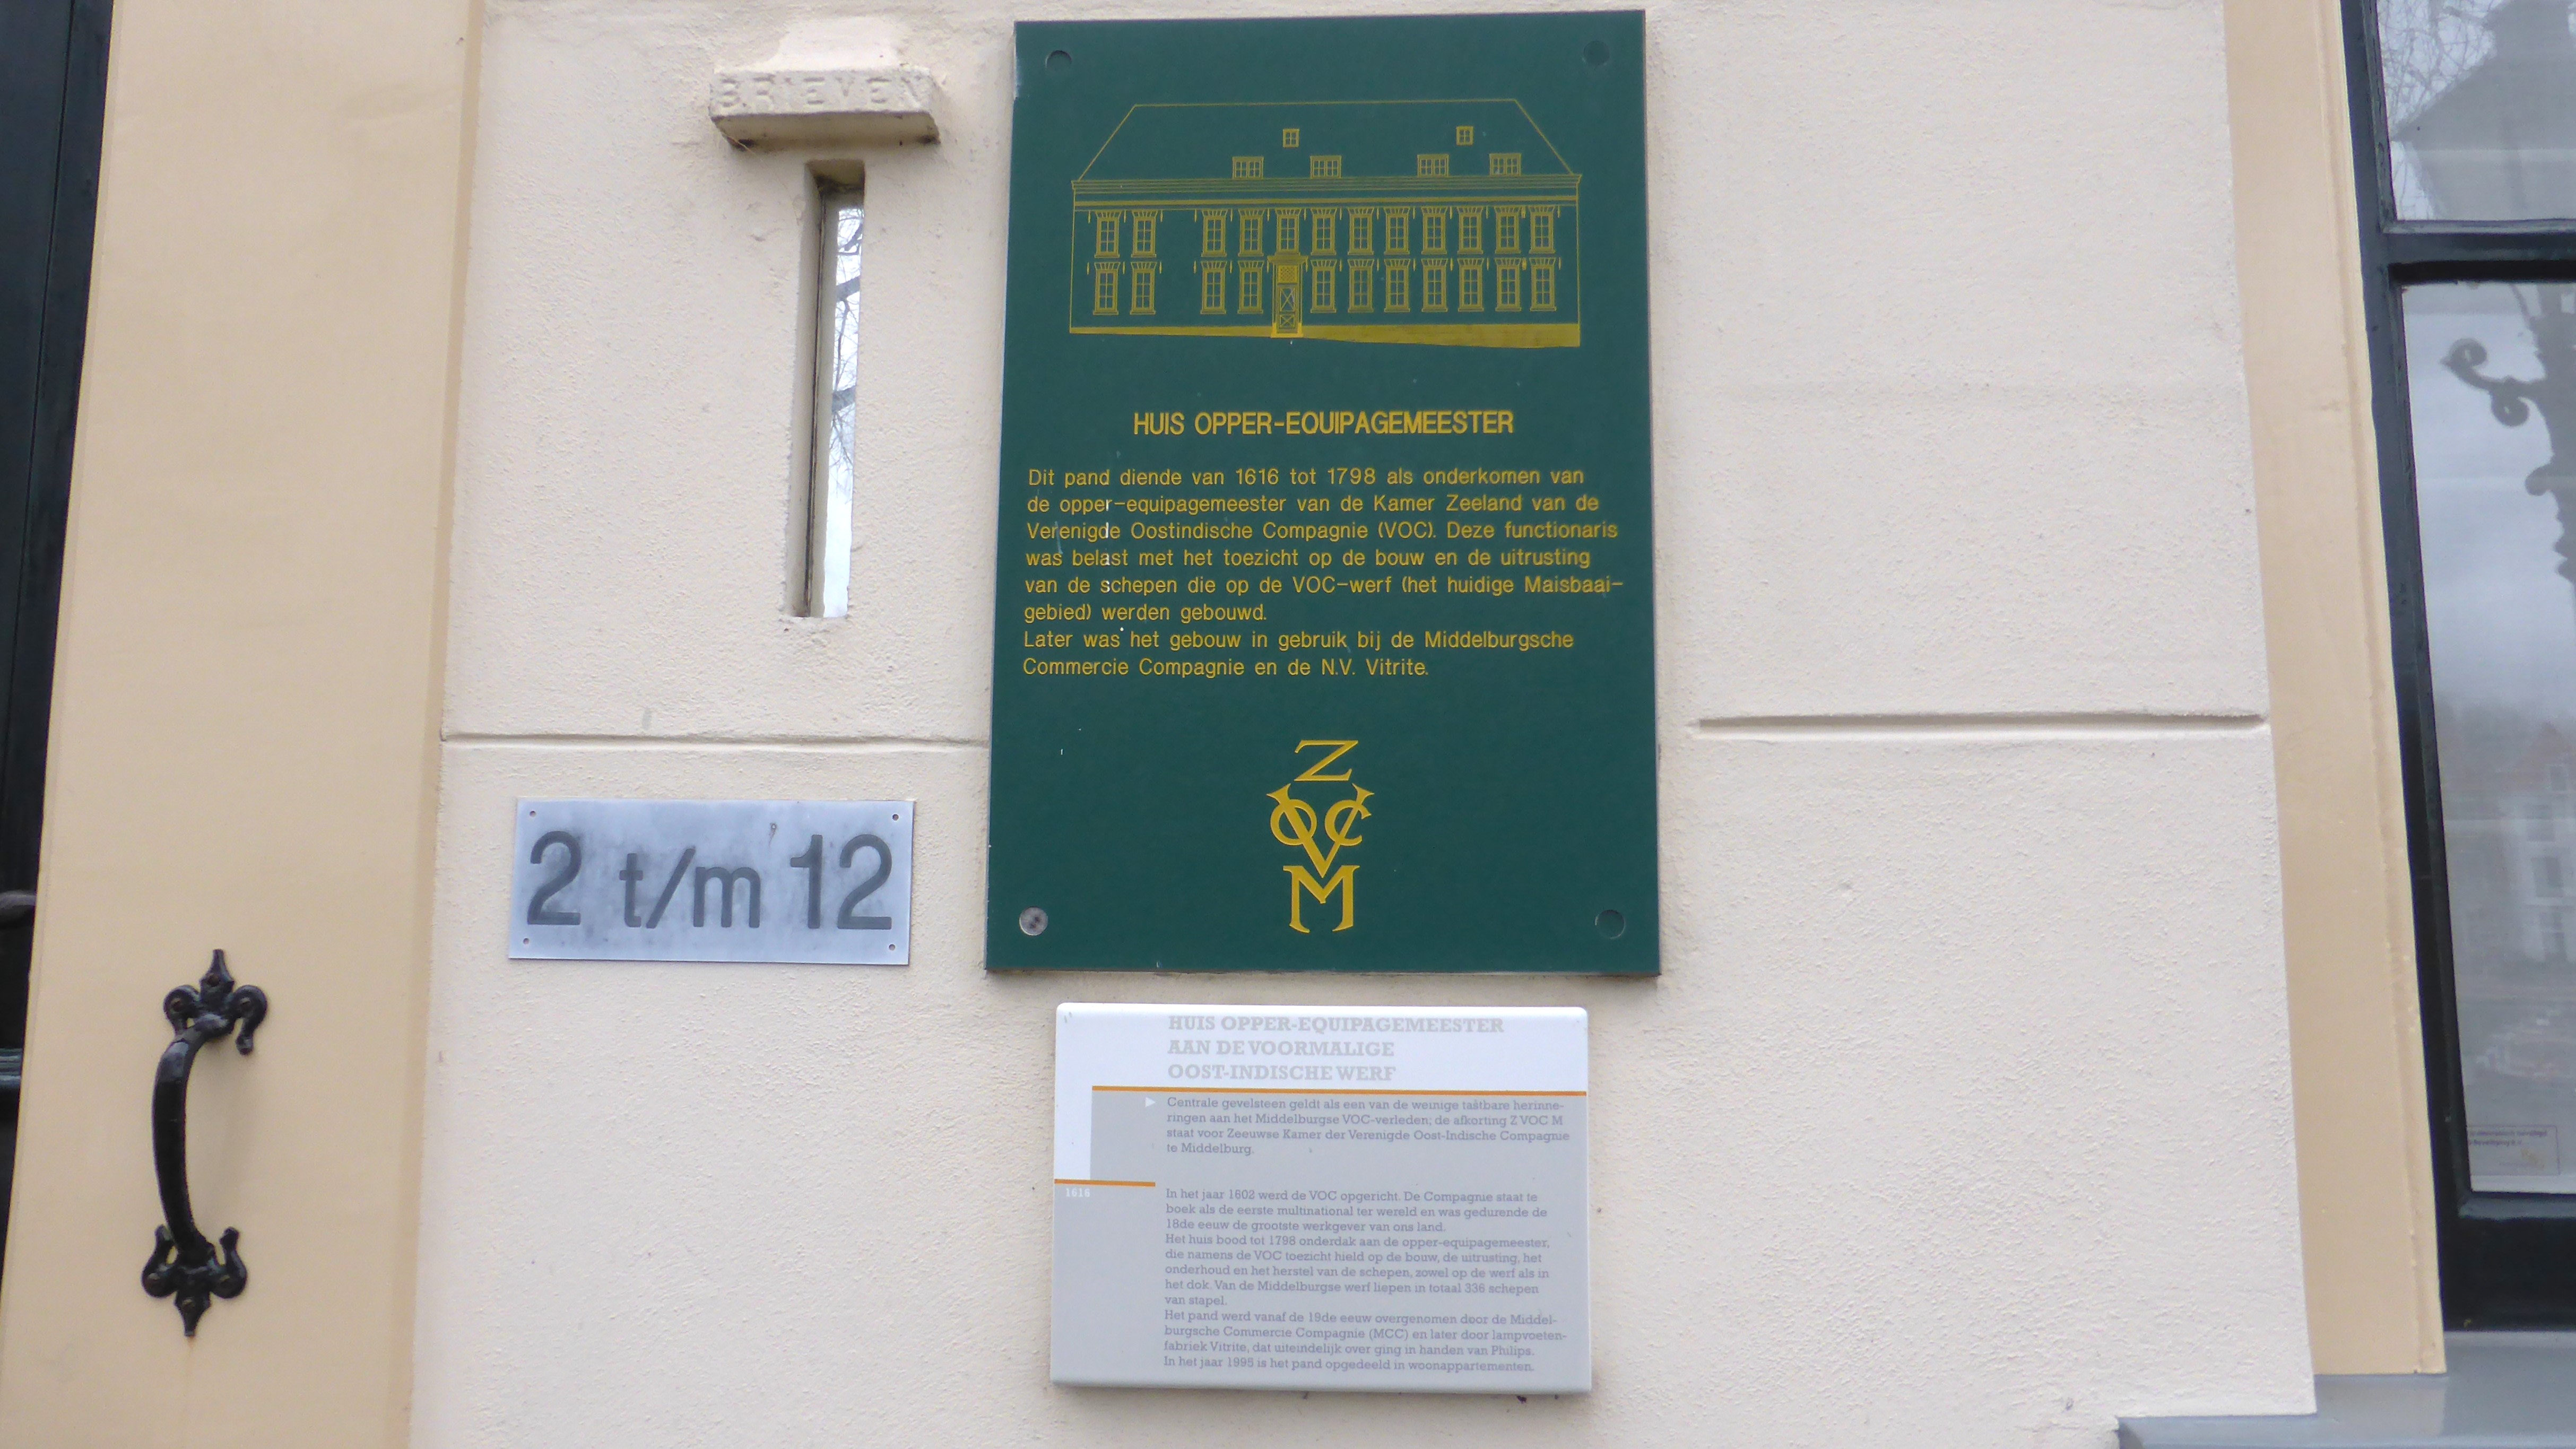 BRIEVEN
HUIS OPPER-EQUIPAGEMEESTER
Dit pand diende van 1616 tot 1798 als onderkomen van
de opper-equipagemeester van de Kamer Zeeland van de
Verenigde Oostindische Compagnie (VOC). Deze functionaris
was belast met het toezicht op de bouw en de uitrusting
van de schepen die op de VOC-werf (het huidige Maisbaai-
gebied) werden gebouwd.
Later was het gebouw in gebruik bij de Middelburgsche
Commercie Compagnie en de N.V. Vitrite.
Z
VOC
M
2 t/m 12
HUIS OPPER-EQUIPAGEMEESTER
AAN DE VOORMALIGE
OOST-INDISCHE WERF
Centrale gevelsteen geldt als een van de weinige tastbare herinne-
ringen aan het Middelburgse VOC-verleden; de afkorting Z VOC M
staat voor Zeeuwse Kamer der Verenigde Oost-Indische Compagnie
te Middelburg.
1616
In het jaar 1602 werd de VOC opgericht. De Compagnie staat te
boek als de eerste multinational ter wereld en was gedurende de
18de eeuw de grootste werkgever van ons land.
Het huis bood tot 1798 onderdak aan de opper-equipagemeester,
die namens de VOC toezicht hield op de bouw, de uitrusting, het
onderhoud en het herstel van de schepen, zowel op de werf als in
het dok. Van de Middelburgse werf liepen in totaal 336 schepen
van stapel.
Het pand werd vanaf de 19de eeuw overgenomen door de Middel-
burgsche Commercie Compagnie (MCC) en later door lampvoeten-
fabriek Vitrite, dat uiteindelijk over ging in handen van Philips.
In het jaar 1995 is het pand opgedeeld in woonappartementen.